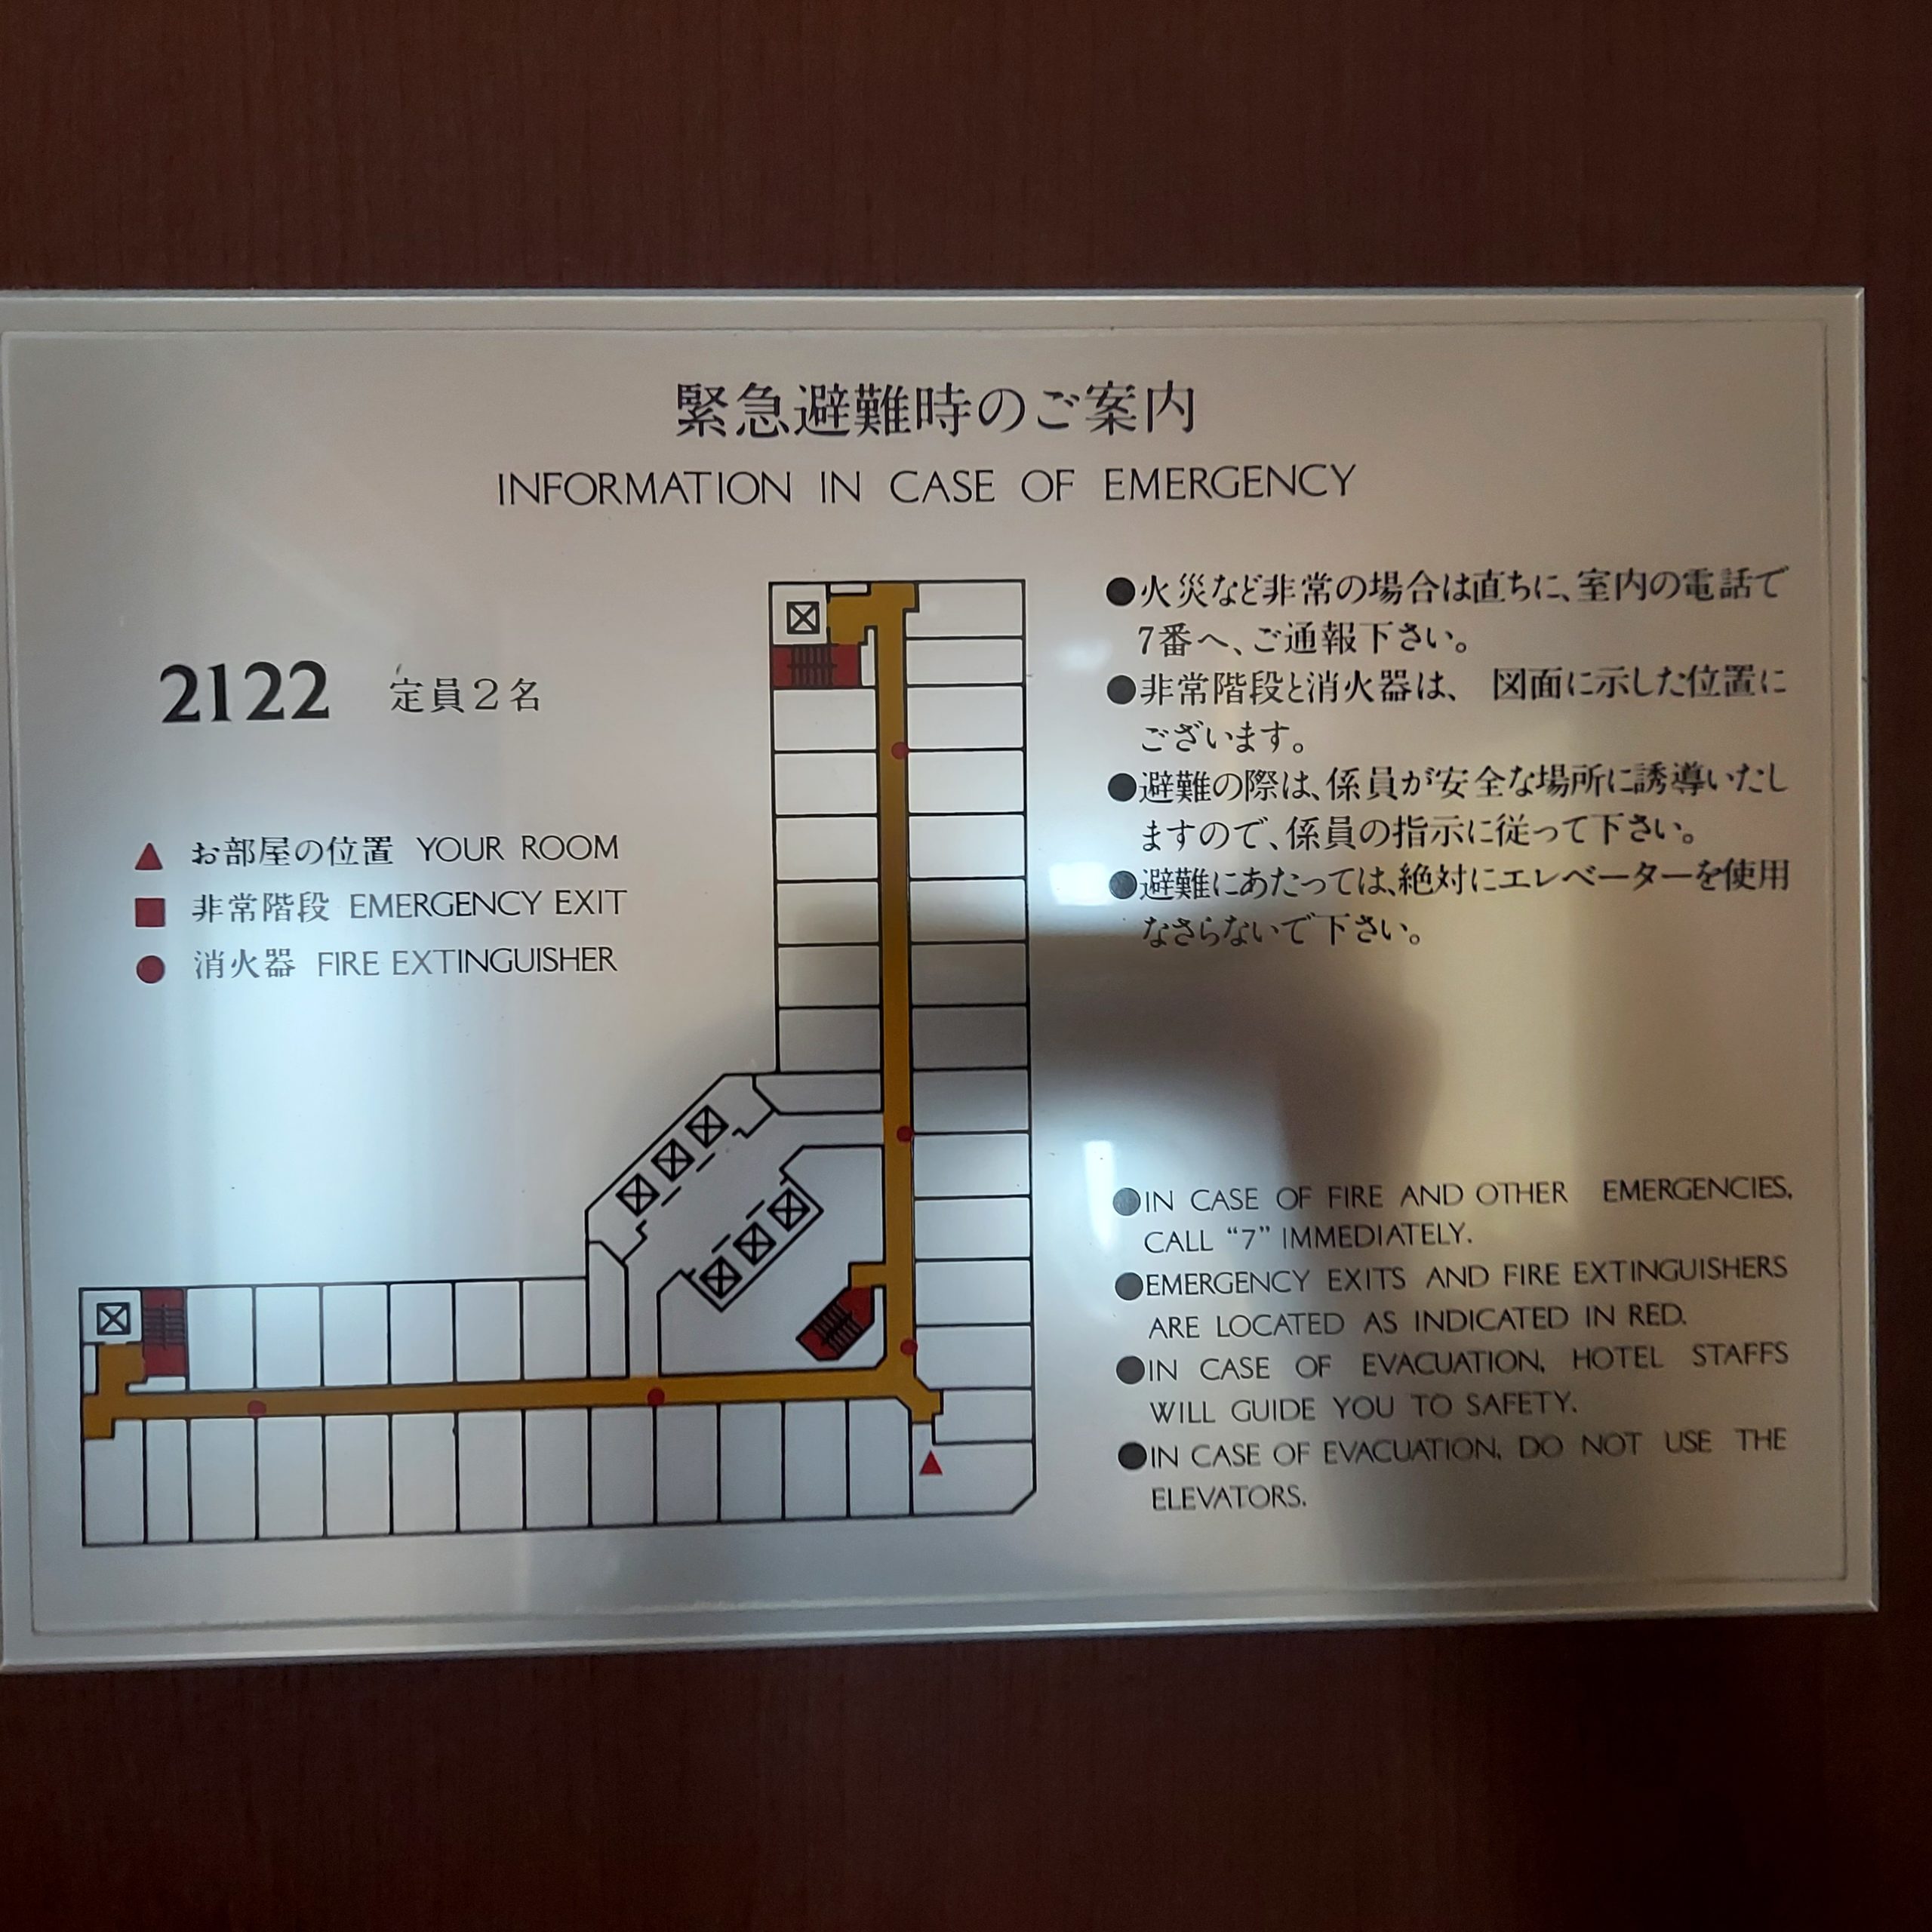 緊急避難時のご案内
INFORMATION IN CASE OF EMERGENCY
2122 定員2名
お部屋の位置 YOUR ROOM
非常階段 EMERGENCY EXIT
消火器 FIRE EXTINGUISHER
●火災など非常の場合は直ちに、室内の電話で
7番へ、ご通報下さい。
●非常階段と消火器は、図面に示した位置に
ございます。
●避難の際は、係員が安全な場所に誘導いたし
ますので、係員の指示に従って下さい。
●避難にあたっては、絶対にエレベーターを使用
なさらないで下さい。
●IN CASE OF FIRE AND OTHER EMERGENCIES,
CALL “7” IMMEDIATELY.
●EMERGENCY EXITS AND FIRE EXTINGUISHERS
ARE LOCATED AS INDICATED IN RED.
●IN CASE OF EVACUATION, HOTEL STAFFS
WILL GUIDE YOU TO SAFETY.
●IN CASE OF EVACUATION, DO NOT USE THE
ELEVATORS.